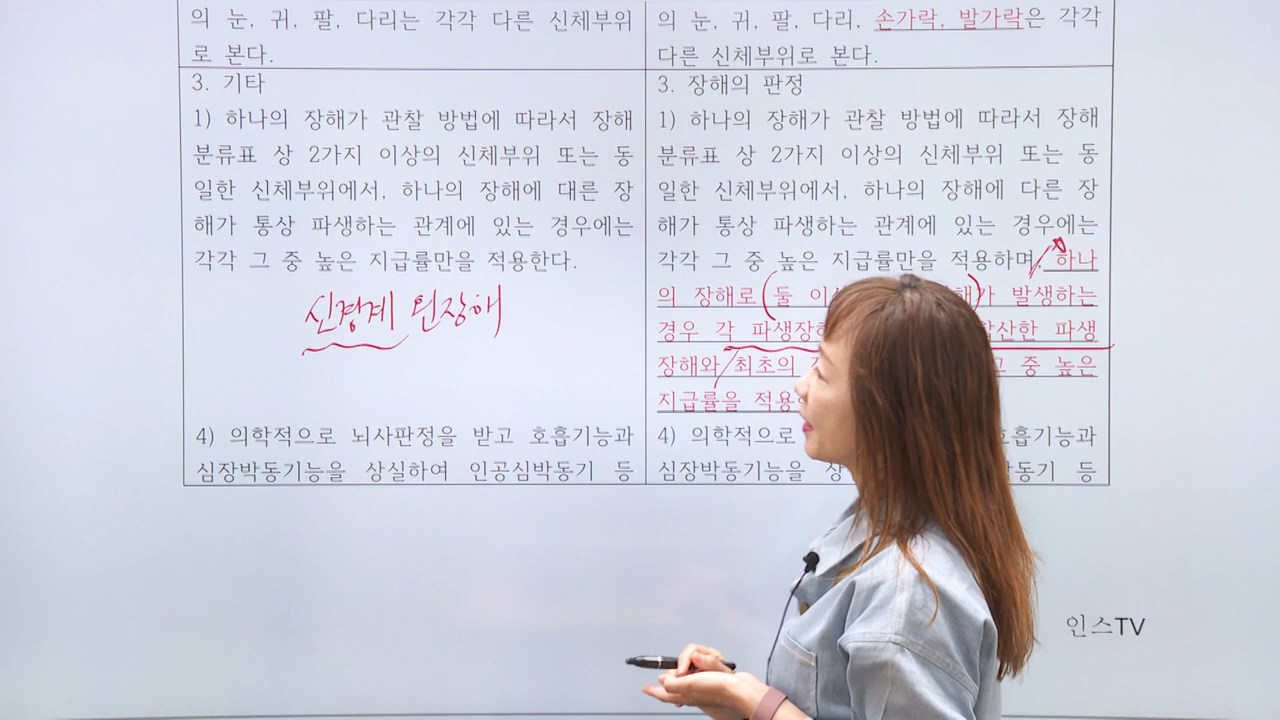 의 눈, 귀, 팔, 다리는 각각 다른 신체부위
로 본다.
3. 기타
1) 하나의 장해가 관찰 방법에 따라서 장해
분류표 상 2가지 이상의 신체부위 또는 동
일한 신체부위에서, 하나의 장해에 대른 장
해가 통상 파생하는 관계에 있는 경우에는
각각 그 중 높은 지급률만을 적용한다.
신경계 원장해
4) 의학적으로 뇌사판정을 받고 호흡기능과
심장박동기능을 상실하여 인공심박동기 등
의 눈, 귀, 팔, 다리, 손가락, 발가락은 각각
다른 신체부위로 본다.
3. 장해의 판정
1) 하나의 장해가 관찰 방법에 따라서 장해
분류표 상 2가지 이상의 신체부위 또는 동
일한 신체부위에서, 하나의 장해에 다른 장
해가 통상 파생하는 관계에 있는 경우에는
각각 그 중 높은 지급률만을 적용하며, 하나
의 장해로 둘 가 발생하는
경우 각 파생장 파생
장해와 최초의 그 중 높은
지급률을
4) 의학적으로 호흡기능과
심장박동기능을 등
인스TV